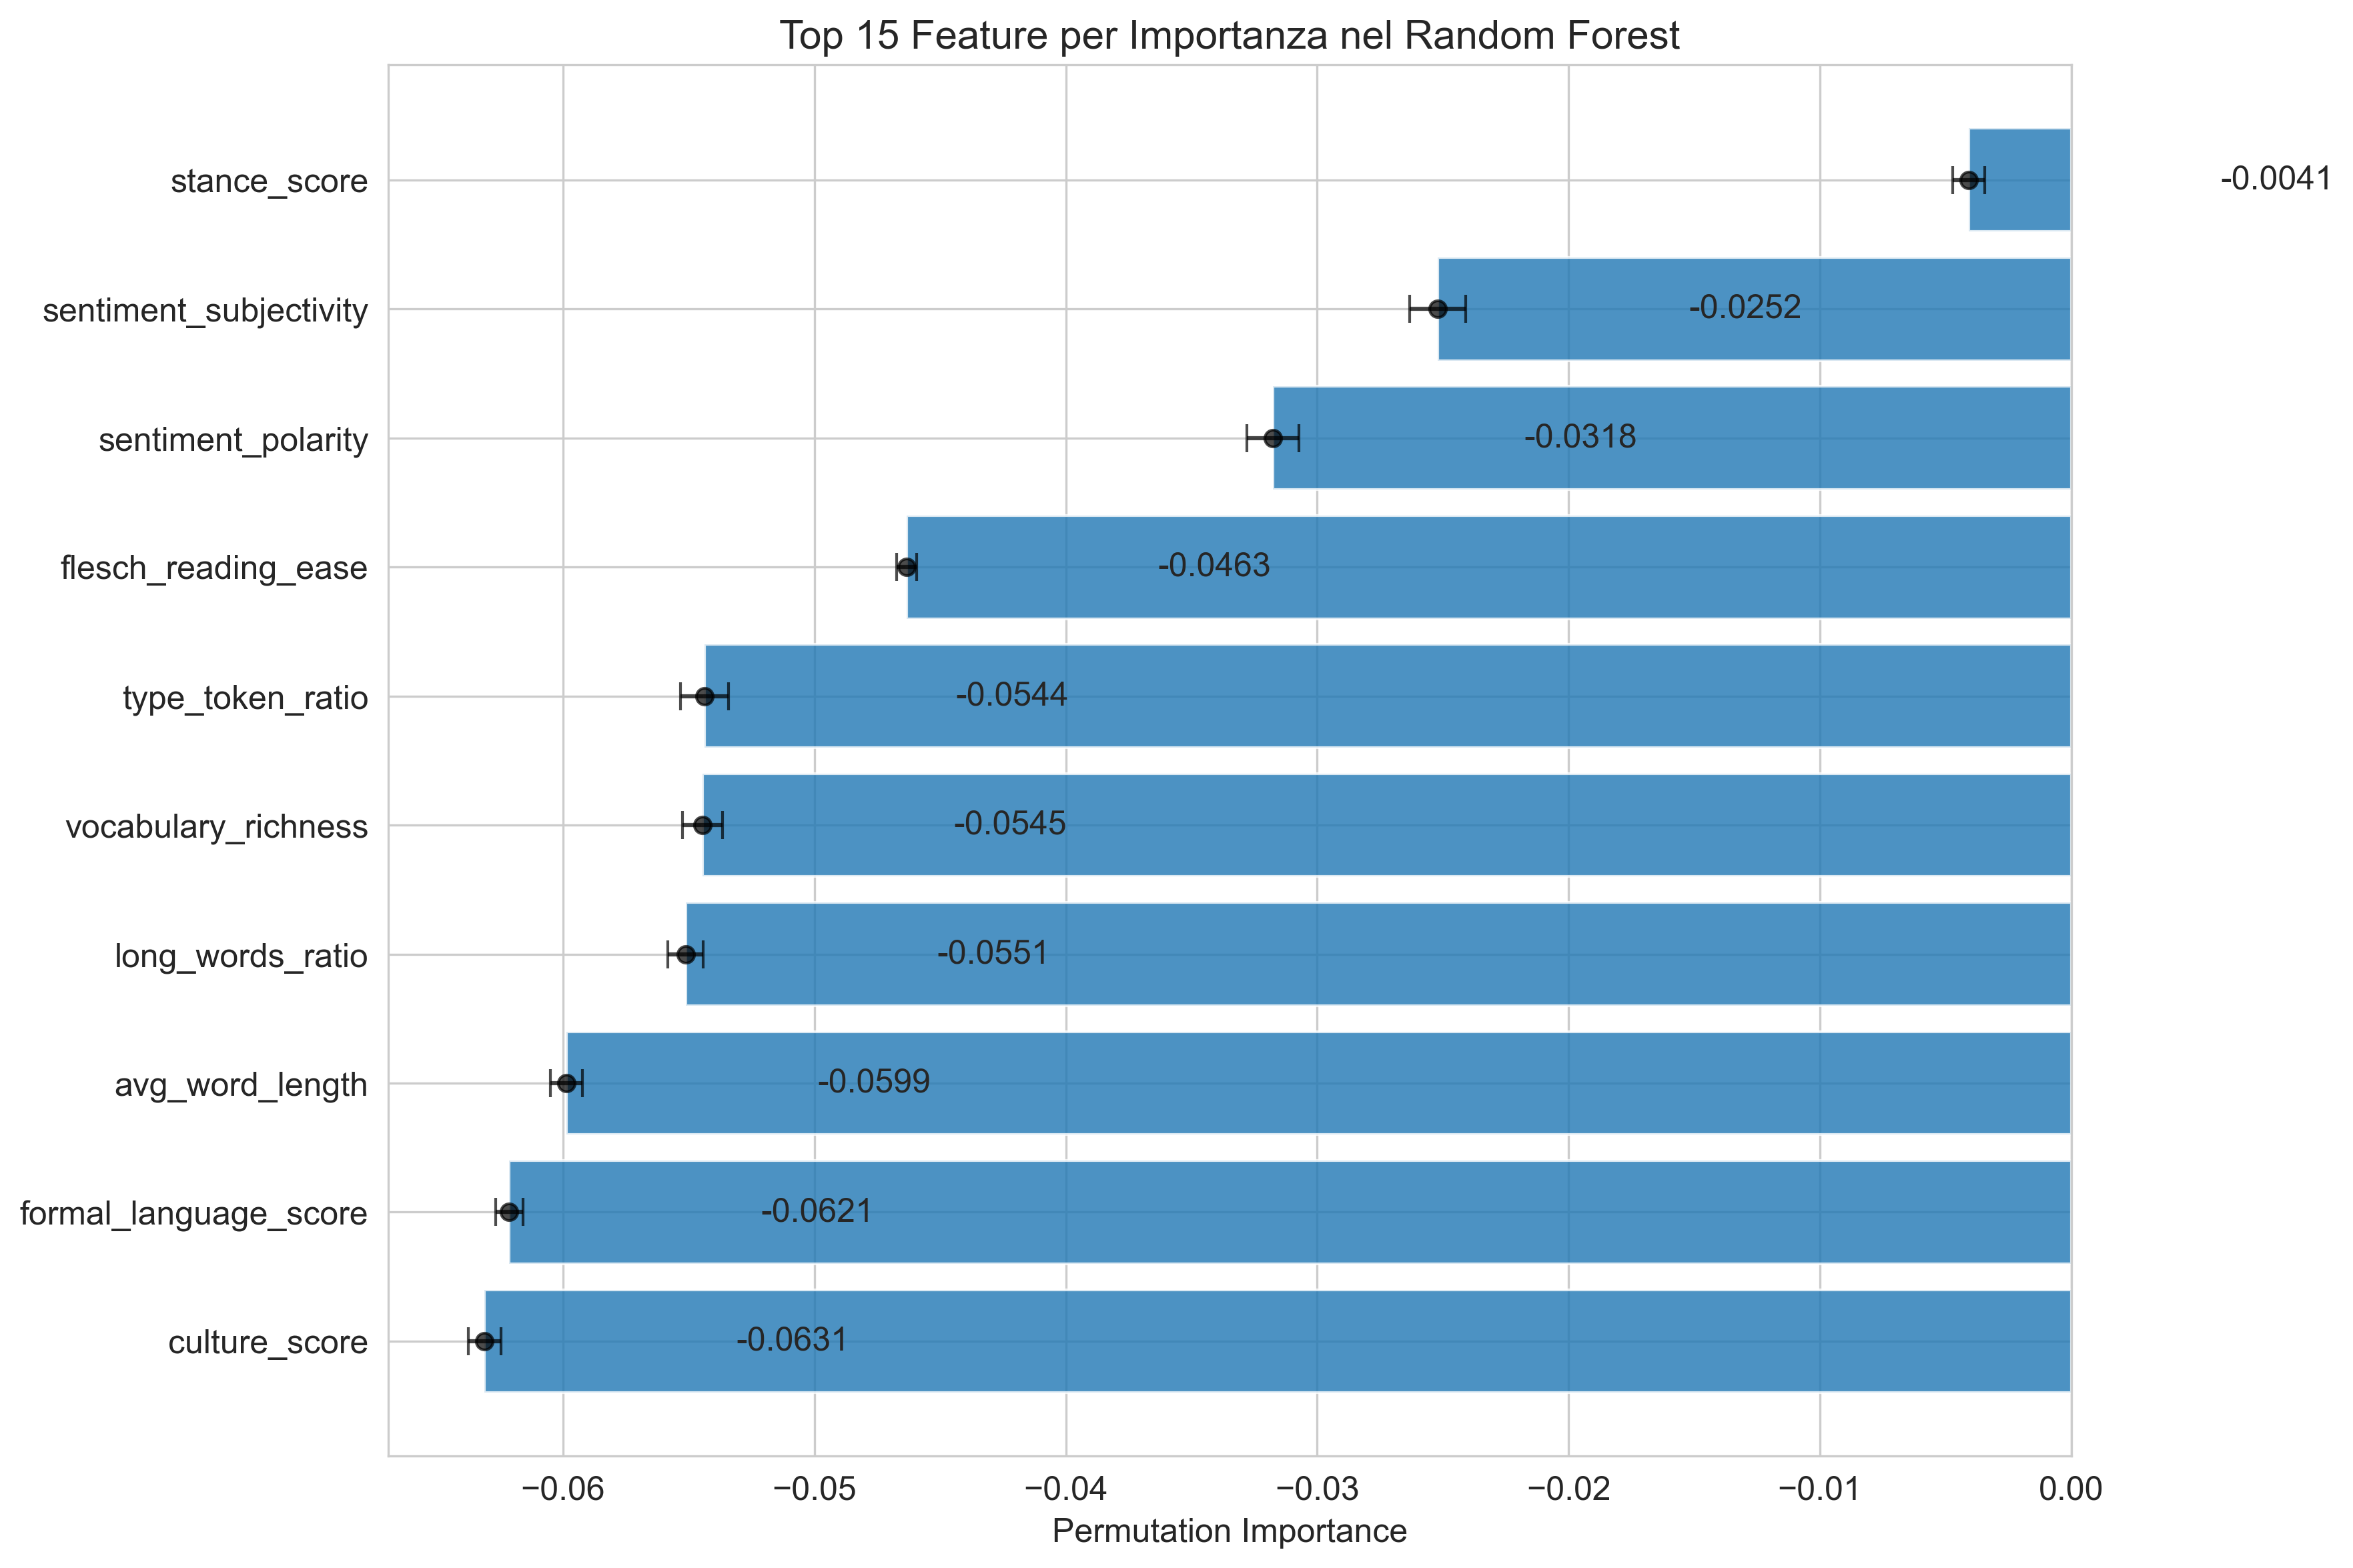 Top 15 Feature per Importanza nel Random Forest
stance_score
-0.0041
sentiment_subjectivity
-0.0252
sentiment_polarity
-0.0318
flesch_reading_ease
-0.0463
type_token_ratio
-0.0544
vocabulary_richness
-0.0545
long_words_ratio
-0.0551
avg_word_length
-0.0599
formal_language_score
-0.0621
culture_score
-0.0631
−0.06 −0.05 −0.04 −0.03 −0.02 −0.01 0.00
Permutation Importance